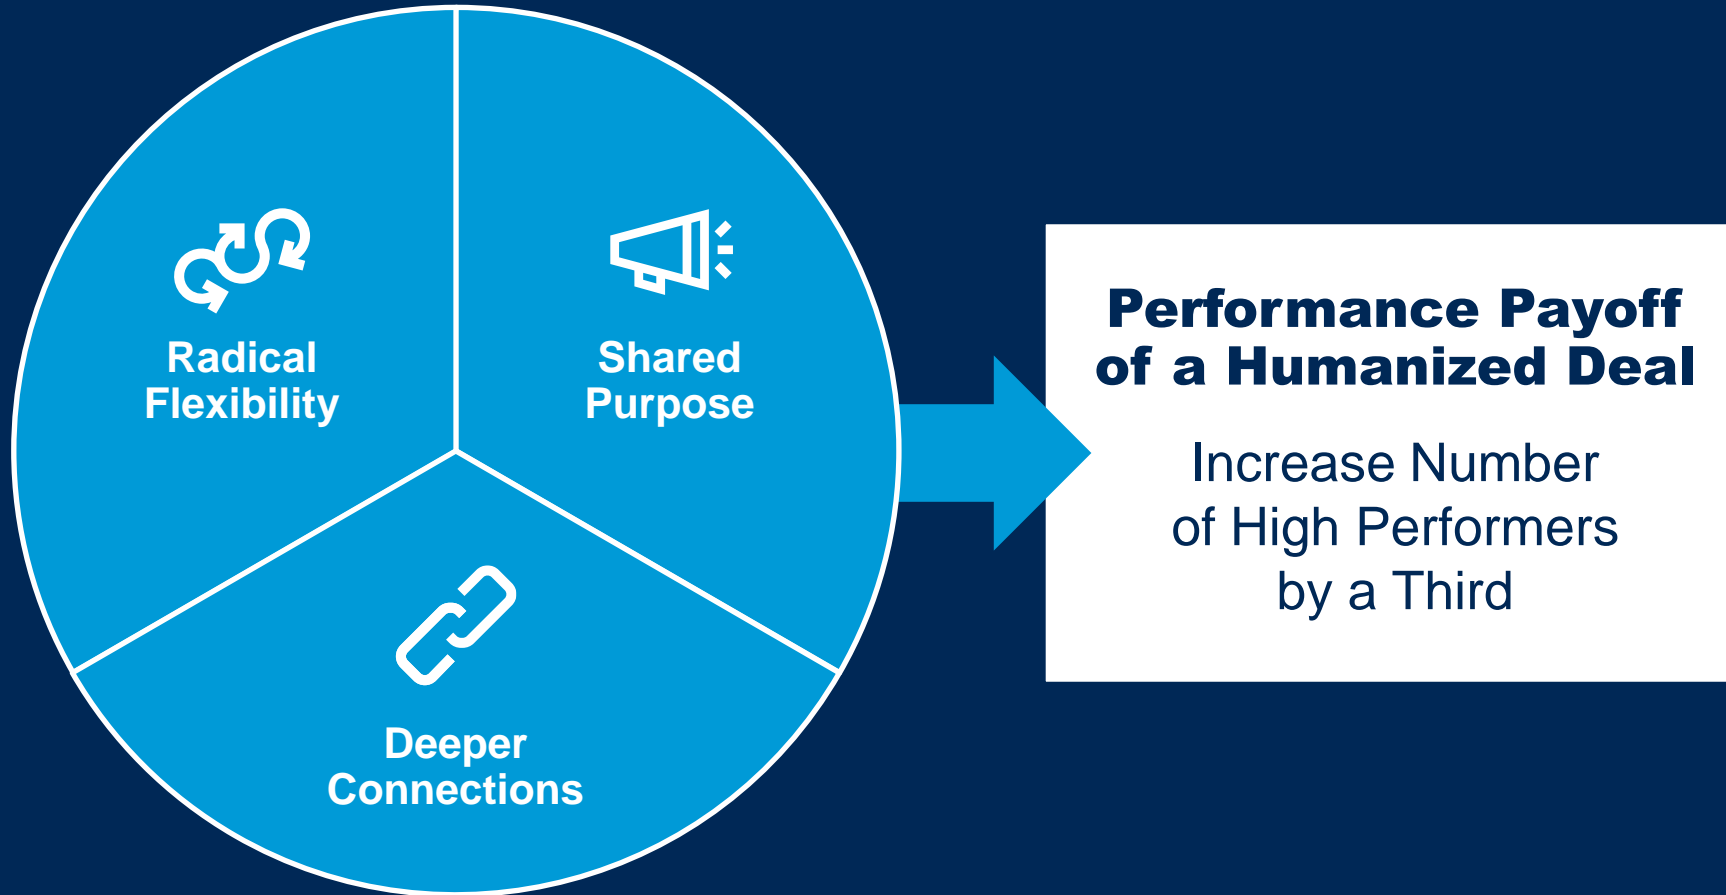 Radical
Flexibility
Shared
Purpose
Deeper
Connections
Performance Payoff
of a Humanized Deal
Increase Number
of High Performers
by a Third